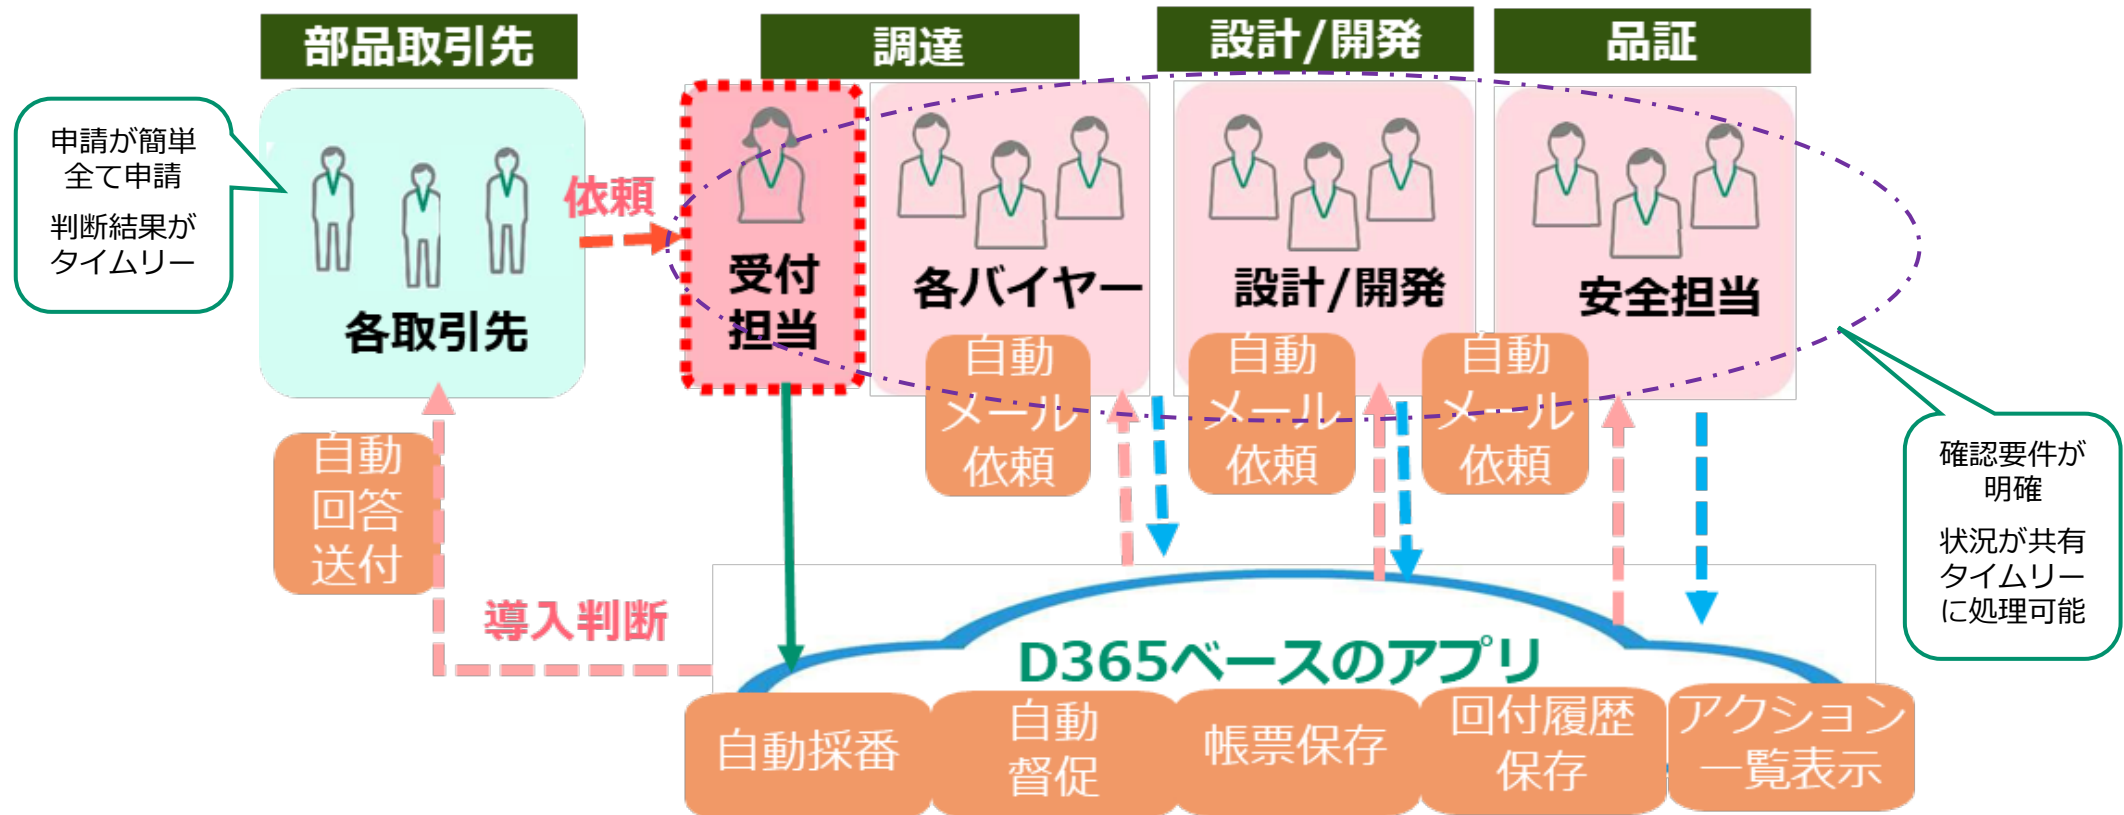 部品取引先
調達
設計/開発
品証
申請が簡単
全て申請
判断結果が
タイムリー
各取引先
依頼
受付
担当
各バイヤー
設計/開発
安全担当
自動
メール
依頼
自動
メール
依頼
自動
メール
依頼
自動
回答
送付
導入判断
確認要件が
明確
状況が共有
タイムリー
に処理可能
D365ベースのアプリ
自動採番
自動
督促
帳票保存
回付履歴
保存
アクション
一覧表示